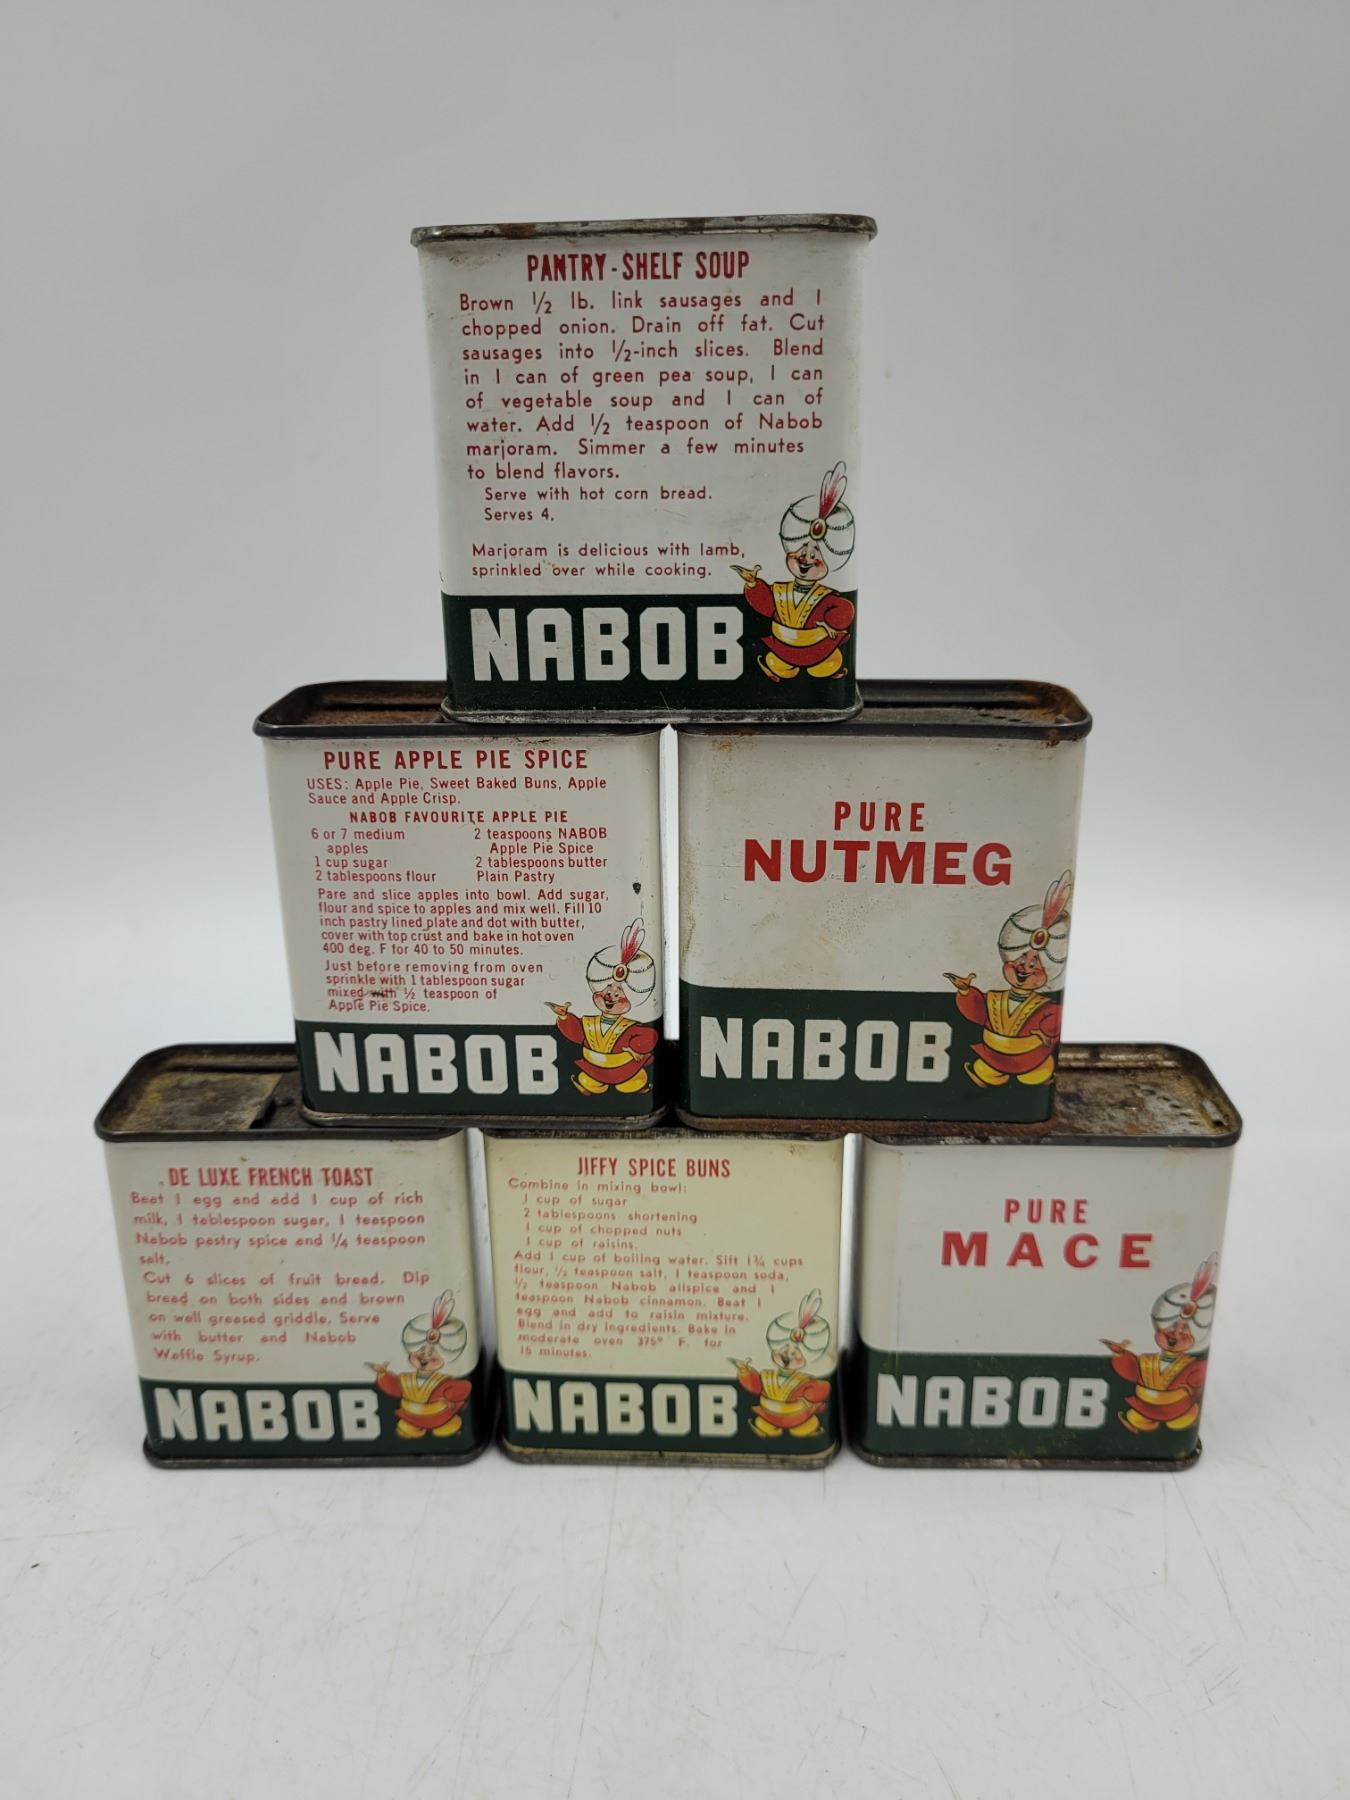 PANTRY-SHELF SOUP
Brown 1/2 lb. link sausages and 1
chopped onion. Drain off fat. Cut
sausages into 1/2-inch slices. Blend
in 1 can of green pea soup, 1 can
of vegetable soup and 1 can of
water. Add 1/2 teaspoon of Nabob
marjoram. Simmer a few minutes
to blend flavors.
Serve with hot corn bread.
Serves 4.
Marjoram is delicious with lamb,
sprinkled over while cooking.
NABOB
PURE APPLE PIE SPICE
USES: Apple Pie, Sweet Baked Buns, Apple
Sauce and Apple Crisp.
NABOB FAVOURITE APPLE PIE
6 or 7 medium
apples
1 cup sugar
2 tablespoons flour
2 teaspoons NABOB
Apple Pie Spice
2 tablespoons butter
Plain Pastry
Pare and slice apples into bowl. Add sugar,
flour and spice to apples and mix well. Fill 10
inch pastry lined plate and dot with butter,
cover with top crust and bake in hot oven
400 deg. F for 40 to 50 minutes.
Just before removing from oven
sprinkle with 1 tablespoon sugar
mixed with 1/2 teaspoon of
Apple Pie Spice.
NABOB
PURE
NUTMEG
NABOB
DE LUXE FRENCH TOAST
Beat 1 egg and add 1 cup of rich
milk, 1 tablespoon sugar, 1 teaspoon
Nabob pastry spice and 1/4 teaspoon
salt.
Cut 6 slices of fruit bread. Dip
bread on both sides and brown
on well greased griddle. Serve
with butter and Nabob
Waffle Syrup.
NABOB
JIFFY SPICE BUNS
Combine in mixing bowl:
1 cup of sugar
2 tablespoons shortening
1 cup of chopped nuts
1 cup of raisins.
Add 1 cup of boiling water. Sift 1 3/4 cups
flour, 1/2 teaspoon salt, 1 teaspoon soda,
1/2 teaspoon Nabob allspice and 1
teaspoon Nabob cinnamon. Beat 1
egg and add to raisin mixture.
Blend in dry ingredients. Bake in
moderate oven 375° F. for
15 minutes.
NABOB
PURE
MACE
NABOB